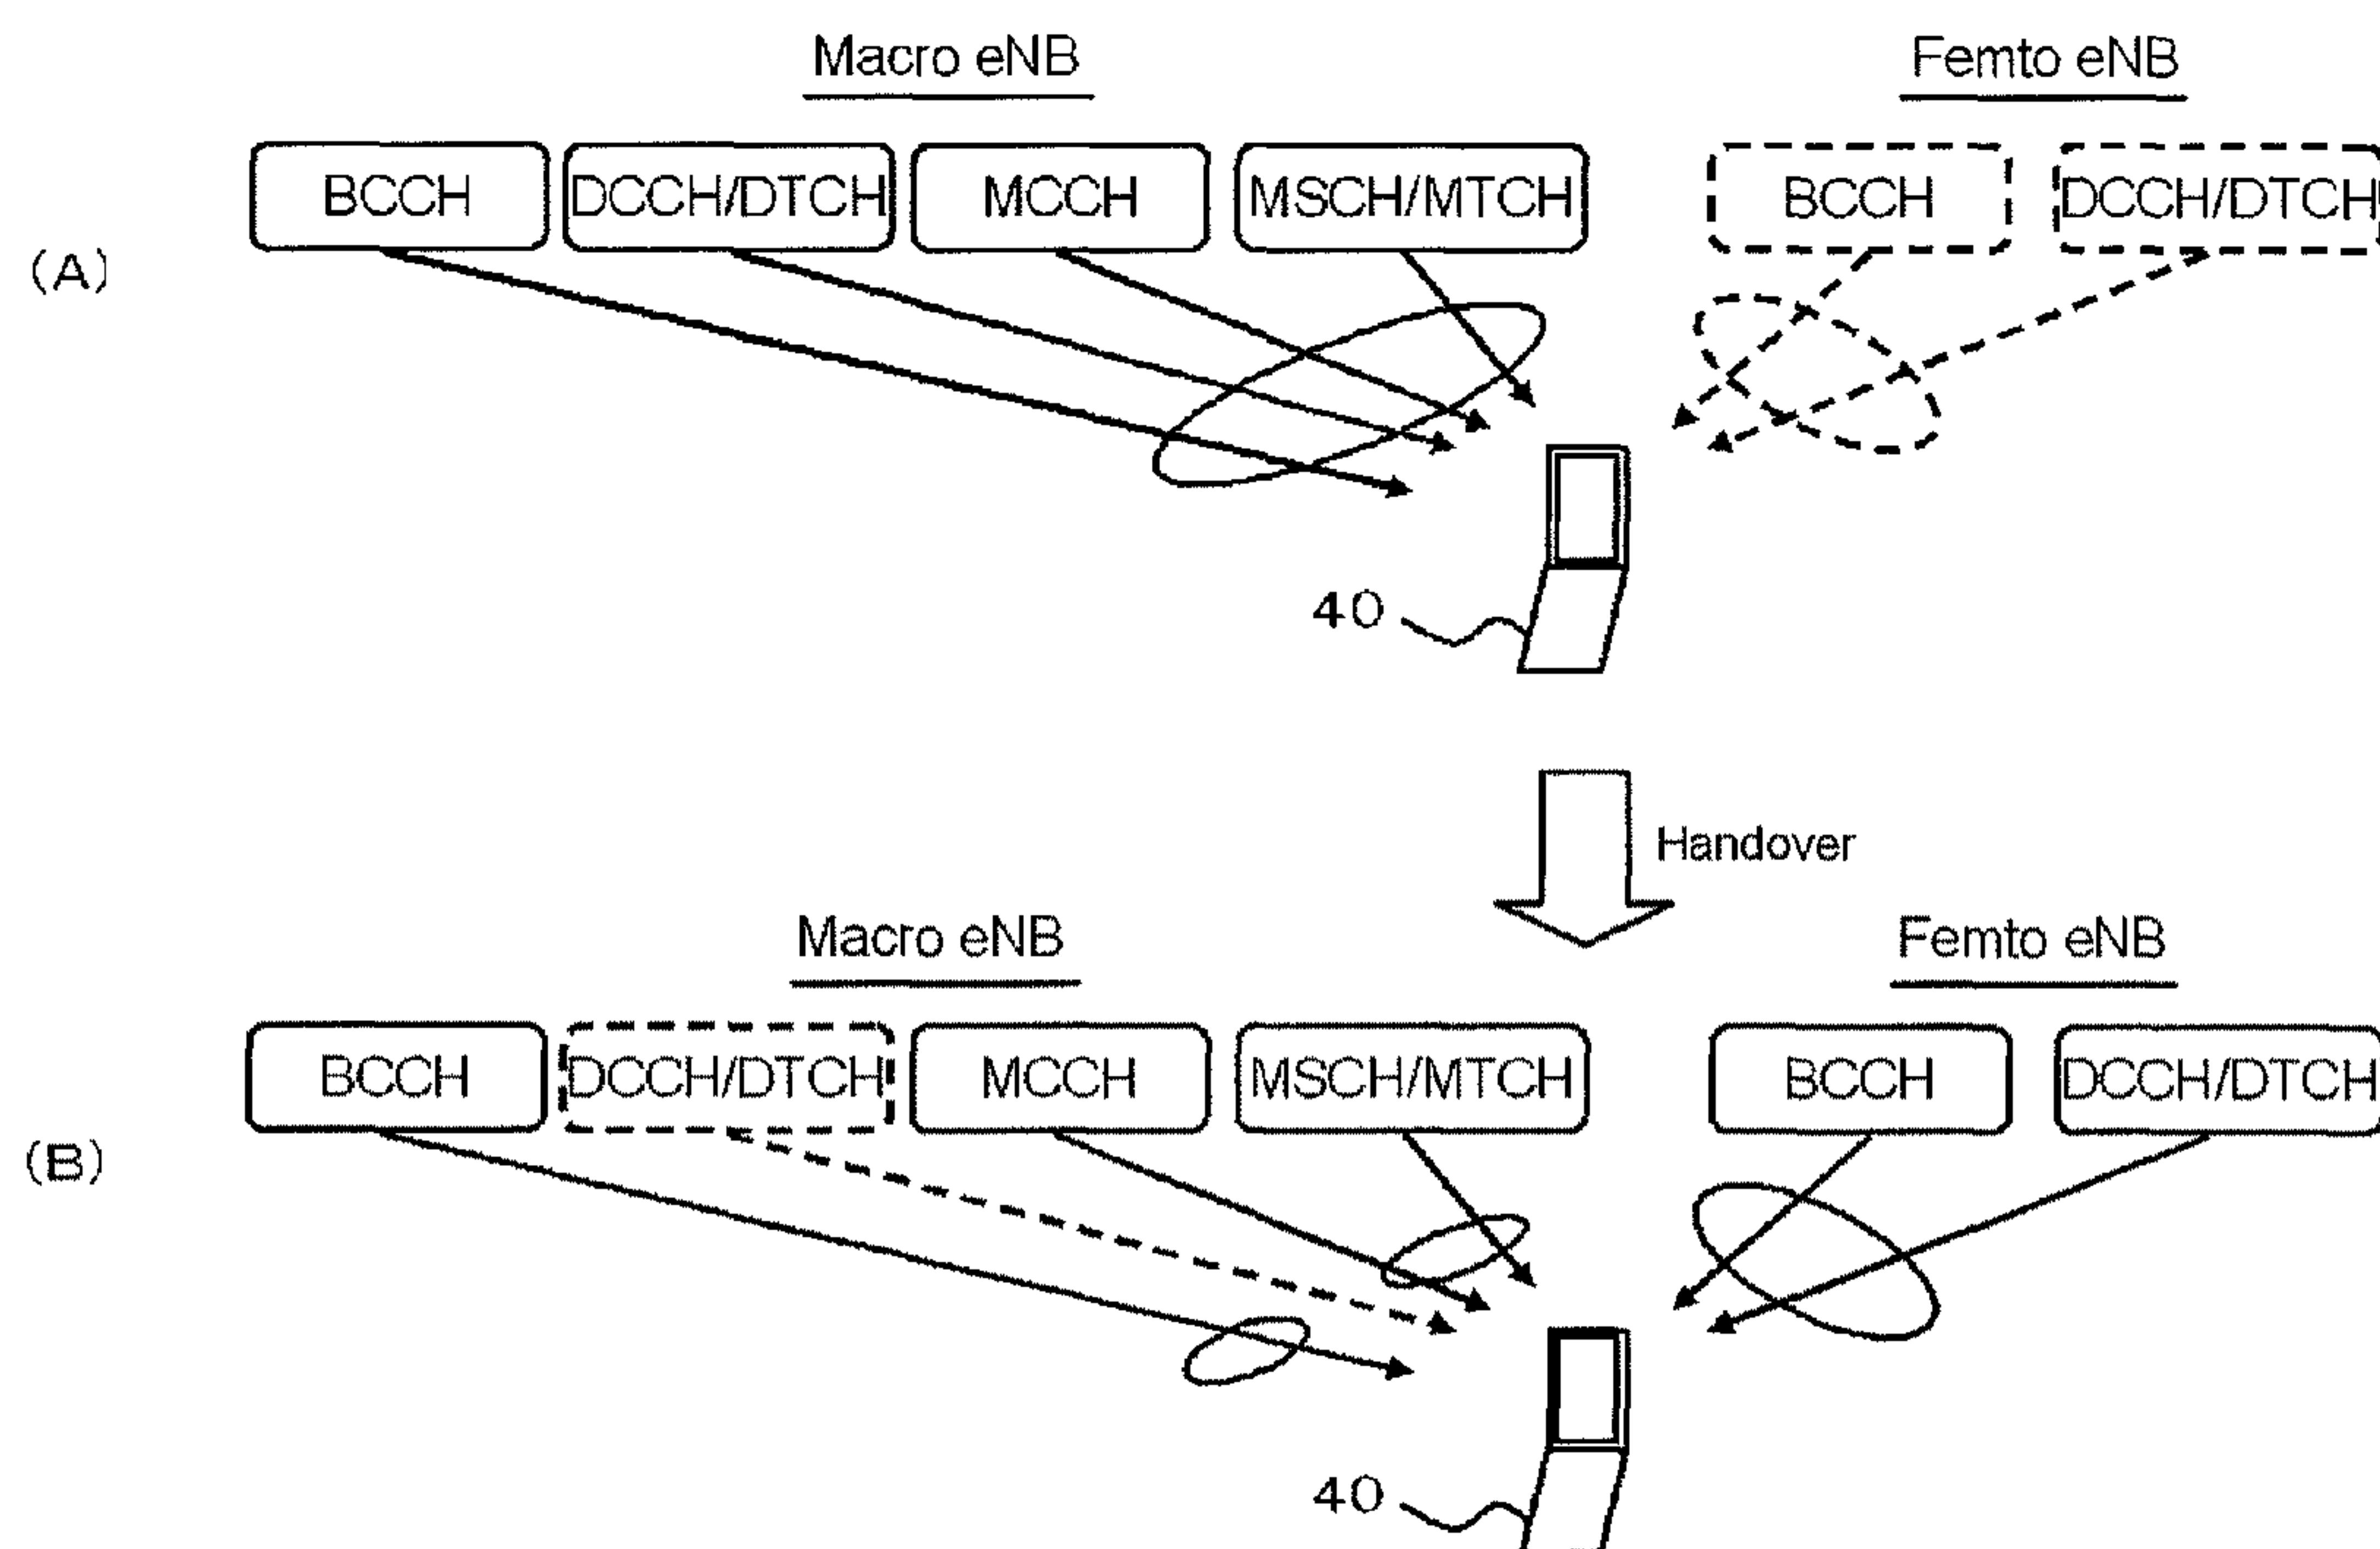 Macro eNB Femto eNB
BCCH DCCH/DTCH MCCH MSCH/MTCH BCCH DCCH/DTCH
(A)
40
Handover
Macro eNB Femto eNB
BCCH DCCH/DTCH MCCH MSCH/MTCH BCCH DCCH/DTCH
(B)
40